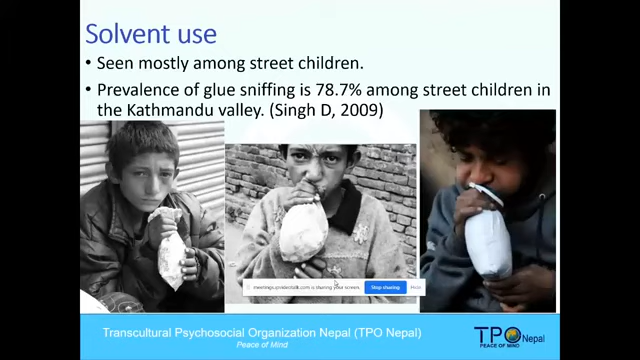 Solvent use
• Seen mostly among street children.
• Prevalence of glue sniffing is 78.7% among street children in
the Kathmandu valley. (Singh D, 2009)
meetings.pivideotalk.com is sharing your screen. Stop sharing Hide
Transcultural Psychosocial Organization Nepal (TPO Nepal)
Peace of Mind
TPO Nepal
PEACE OF MIND